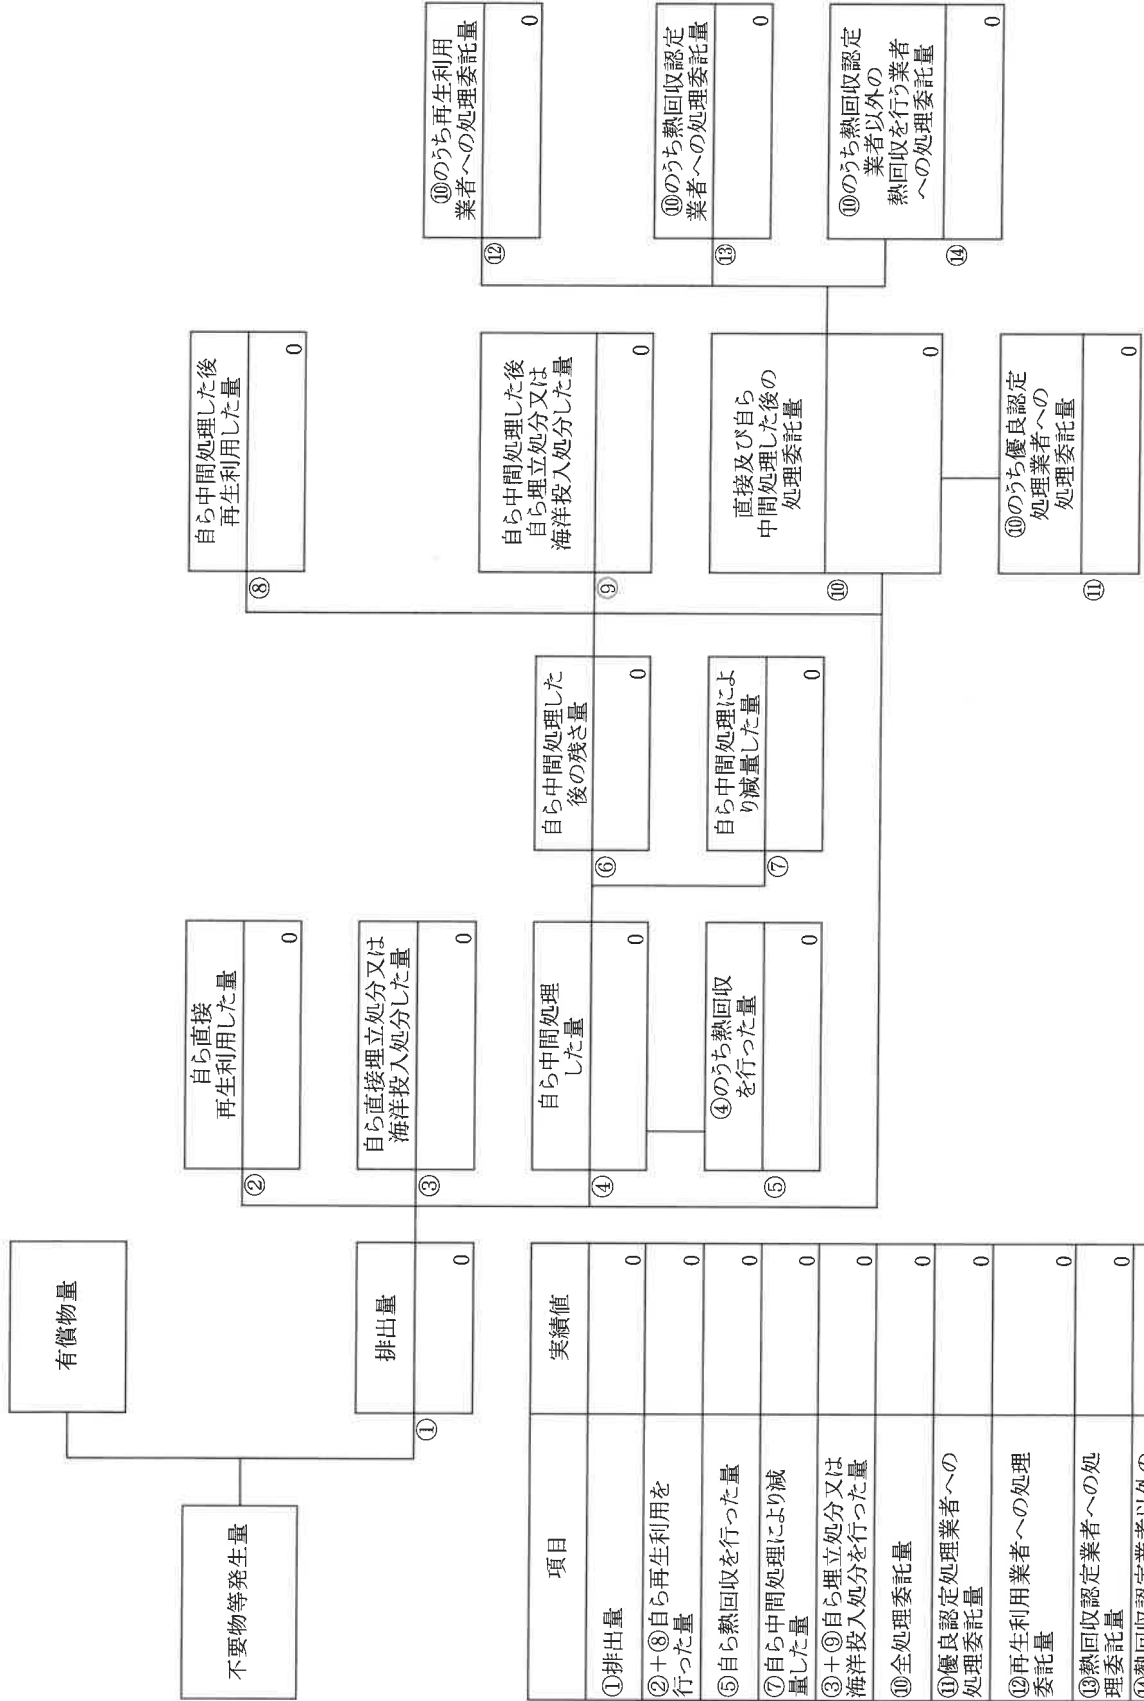 不要物等発生量
有償物量
①
排出量
0
②
自ら直接
再生利用した量
0
③
自ら直接埋立処分又は
海洋投入処分した量
0
④
自ら中間処理
した量
0
⑤
④のうち熱回収
を行った量
0
⑥
自ら中間処理した
後の残さ量
0
⑦
自ら中間処理によ
り減量した量
0
⑧
自ら中間処理した後
再生利用した量
0
⑨
自ら中間処理した後
自ら埋立処分又は
海洋投入処分した量
0
⑩
直接及び自ら
中間処理した後の
処理委託量
0
⑪
⑩のうち優良認定
処理業者への
処理委託量
0
⑫
⑩のうち再生利用
業者への処理委託量
0
⑬
⑩のうち熱回収認定
業者への処理委託量
0
⑭
⑩のうち熱回収認定
業者以外の
熱回収を行う業者
への処理委託量
0
項目 実績値
①排出量 0
②+⑧自ら再生利用を
行った量 0
⑤自ら熱回収を行った量 0
⑦自ら中間処理により減
量した量 0
③+⑨自ら埋立処分又は
海洋投入処分を行った量 0
⑩全処理委託量 0
⑪優良認定処理業者への
処理委託量 0
⑫再生利用業者への処理
委託量 0
⑬熱回収認定業者への処
理委託量 0